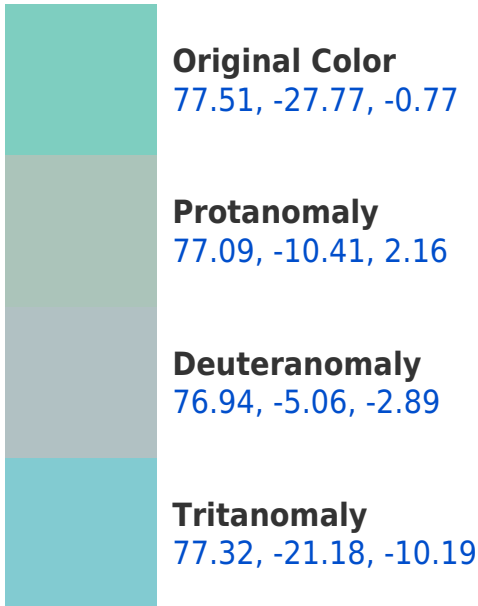 Original Color
77.51, -27.77, -0.77
Protanomaly
77.09, -10.41, 2.16
Deuteranomaly
76.94, -5.06, -2.89
Tritanomaly
77.32, -21.18, -10.19